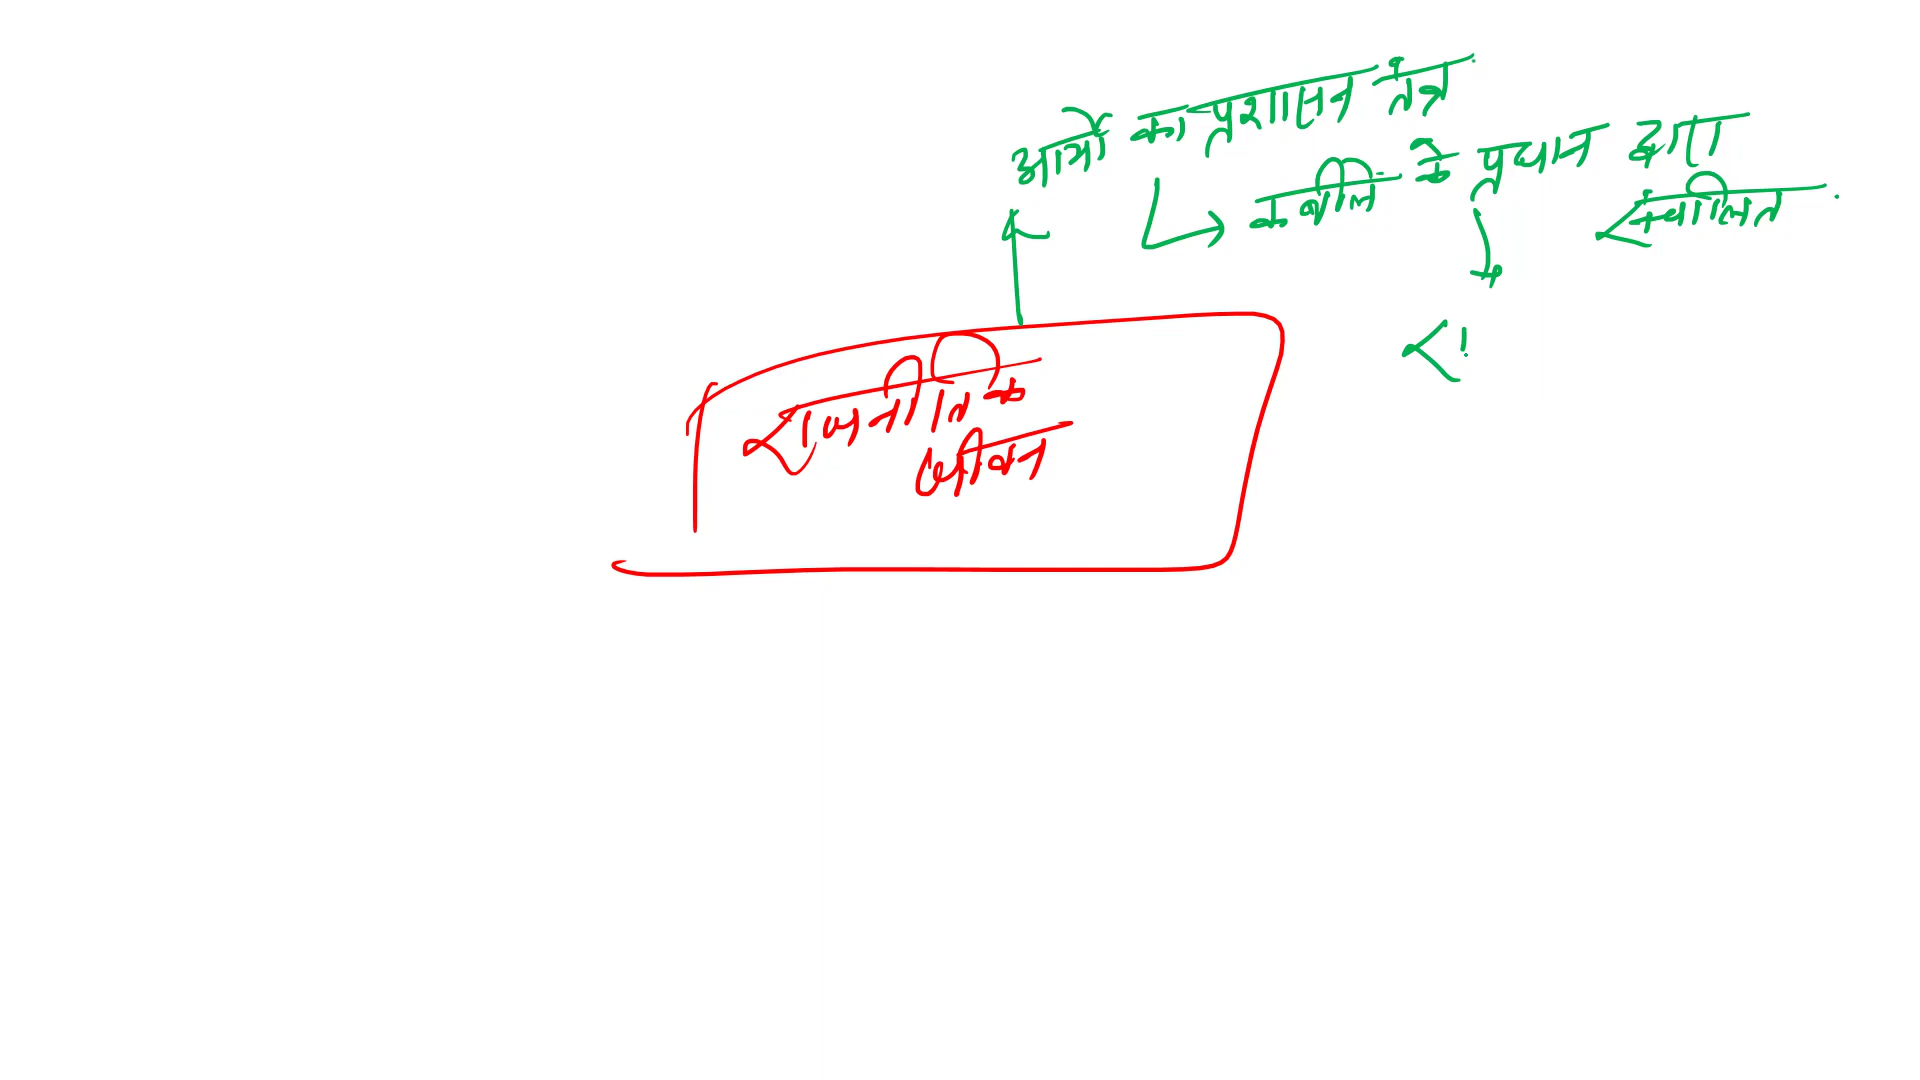 आर्यो का प्रशासन तंत्र
कबीले के प्रधान द्वारा
संचालित
रा
राजनीतिक
जीवन